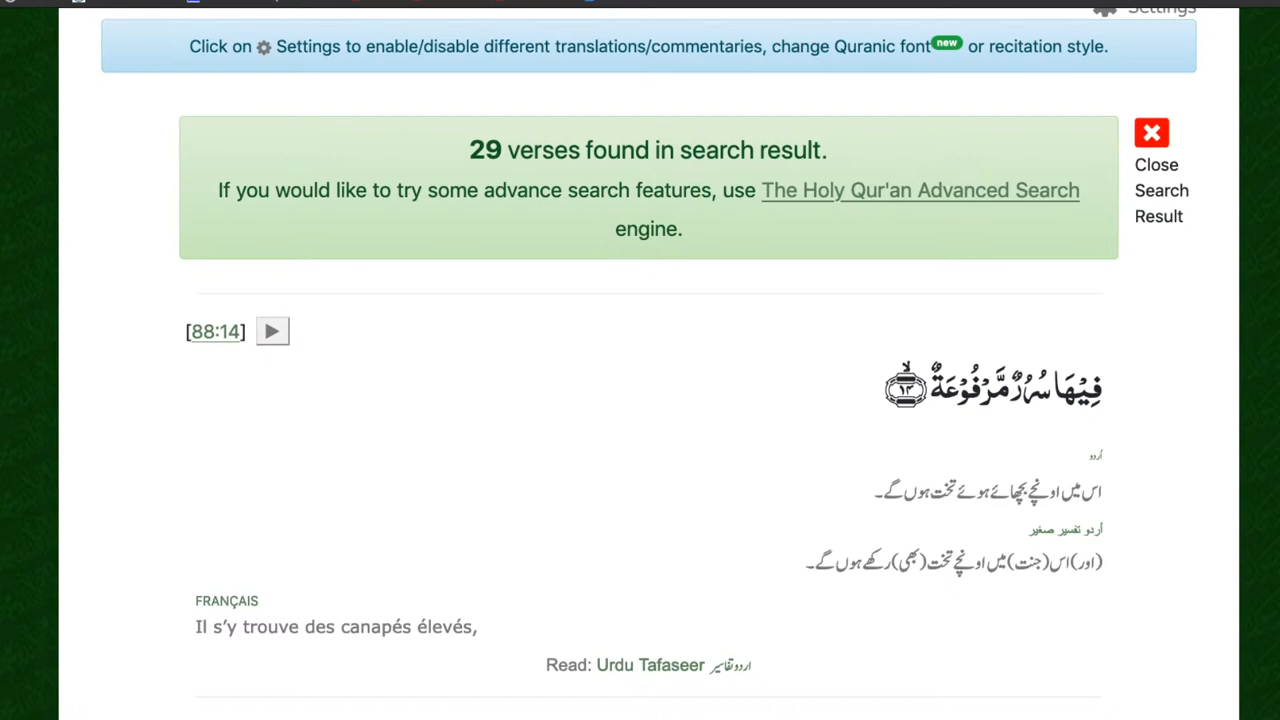 Settings
Click on Settings to enable/disable different translations/commentaries, change Quranic font new or recitation style.
29 verses found in search result.
If you would like to try some advance search features, use The Holy Qur'an Advanced Search
engine.
Close
Search
Result
[88:14]
فِيْهَا سُرُرٌ مَّرْفُوْعَةٌ ۙ﴿۱۴﴾
اُردو
اس میں اونچے بچھائے ہوئے تخت ہوں گے۔
اُردو تفسیر صغیر
(اور) اس (جنت) میں اونچے تخت (بھی) رکھے ہوں گے۔
FRANÇAIS
Il s’y trouve des canapés élevés,
Read: Urdu Tafaseer اردو تفاسیر